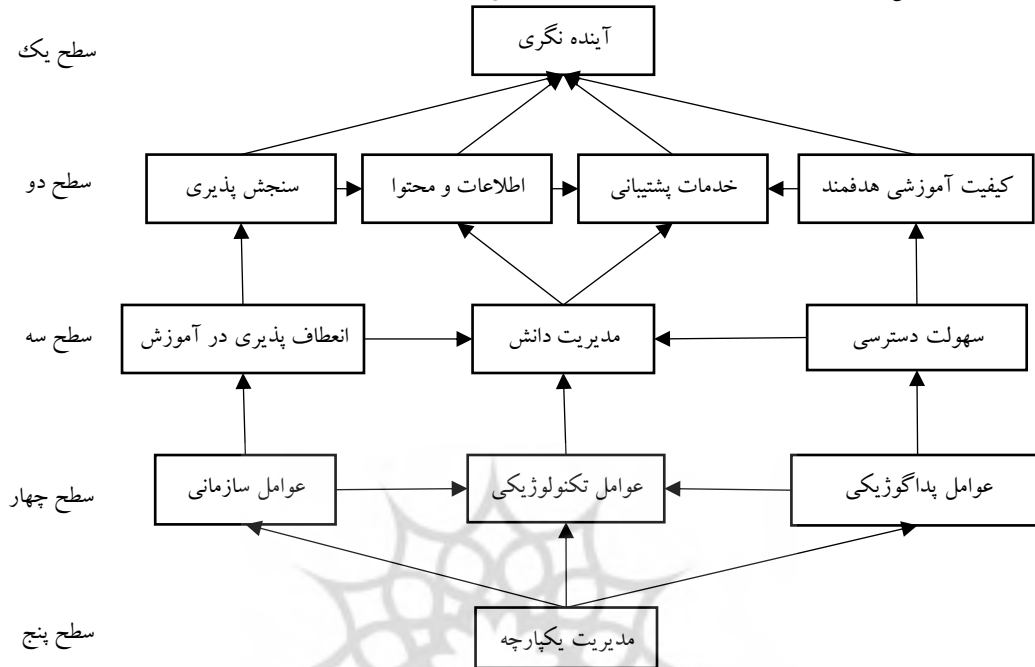 آینده نگری
سطح یک
سنجش پذیری
اطلاعات و محتوا
خدمات پشتیبانی
کیفیت آموزشی هدفمند
سطح دو
انعطاف پذیری در آموزش
مدیریت دانش
سهولت دسترسی
سطح سه
عوامل سازمانی
عوامل تکنولوژیکی
عوامل پداگوژیکی
سطح چهار
مدیریت یکپارچه
سطح پنج